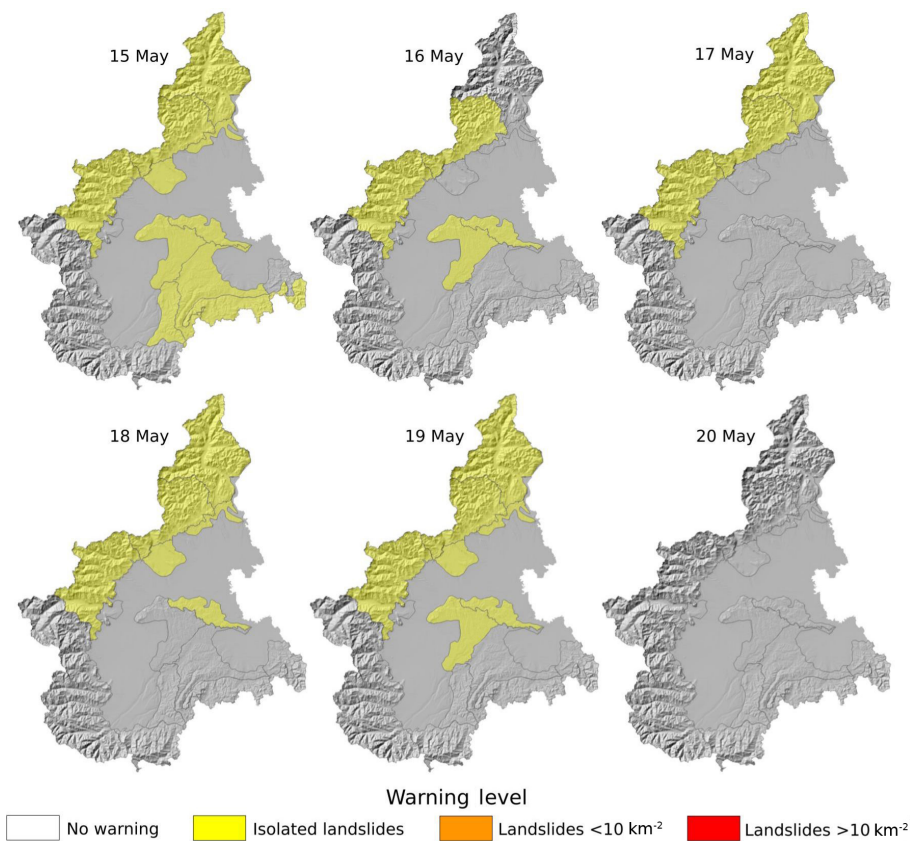 15 May
16 May
17 May
18 May
19 May
20 May
Warning level
No warning
Isolated landslides
Landslides <10 km⁻²
Landslides >10 km⁻²